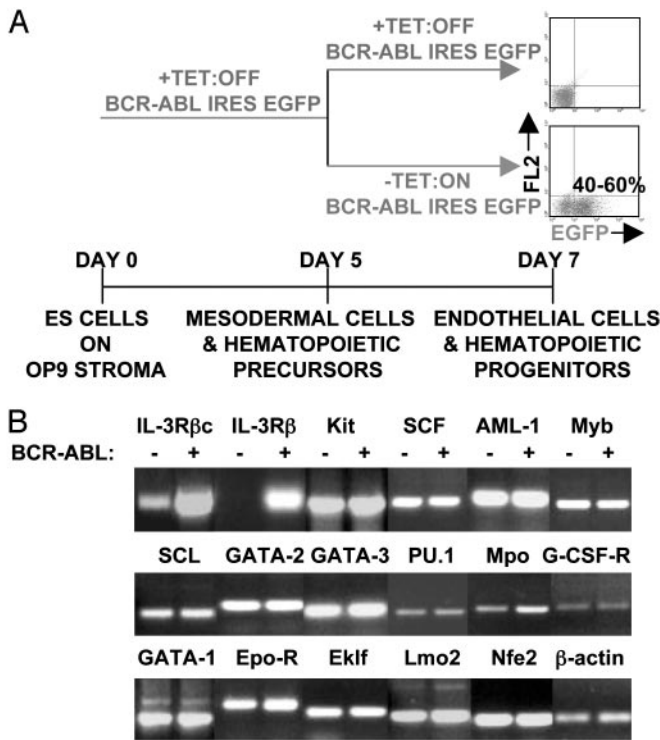 A
+TET:OFF
BCR-ABL IRES EGFP
+TET:OFF
BCR-ABL IRES EGFP
-TET:ON
BCR-ABL IRES EGFP
FL2
40-60%
EGFP
DAY 0 DAY 5 DAY 7
ES CELLS MESODERMAL CELLS ENDOTHELIAL CELLS
ON & HEMATOPOIETIC & HEMATOPOIETIC
OP9 STROMA PRECURSORS PROGENITORS
B
IL-3Rβc IL-3Rβ Kit SCF AML-1 Myb
BCR-ABL: - + - + - + - + - + - +
SCL GATA-2 GATA-3 PU.1 Mpo G-CSF-R
GATA-1 Epo-R Eklf Lmo2 Nfe2 β-actin